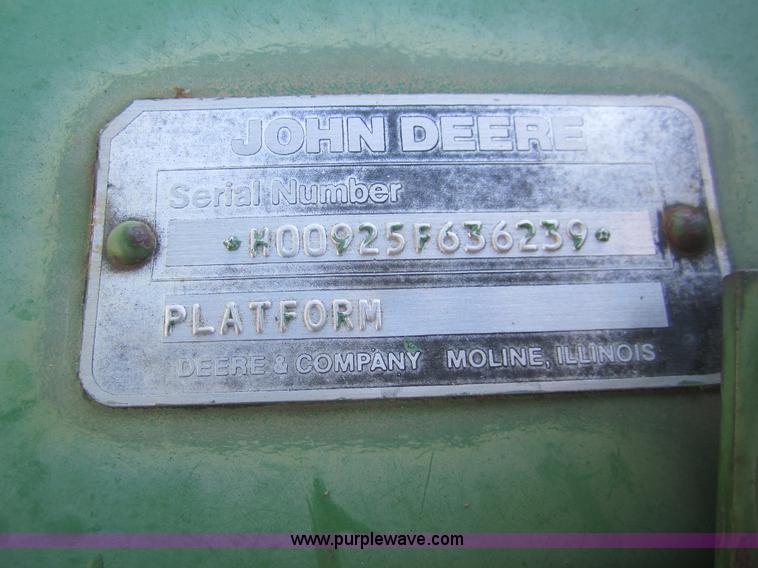 JOHN DEERE
Serial Number
*H00925F636239*
PLATFORM
DEERE & COMPANY MOLINE, ILLINOIS
www.purplewave.com